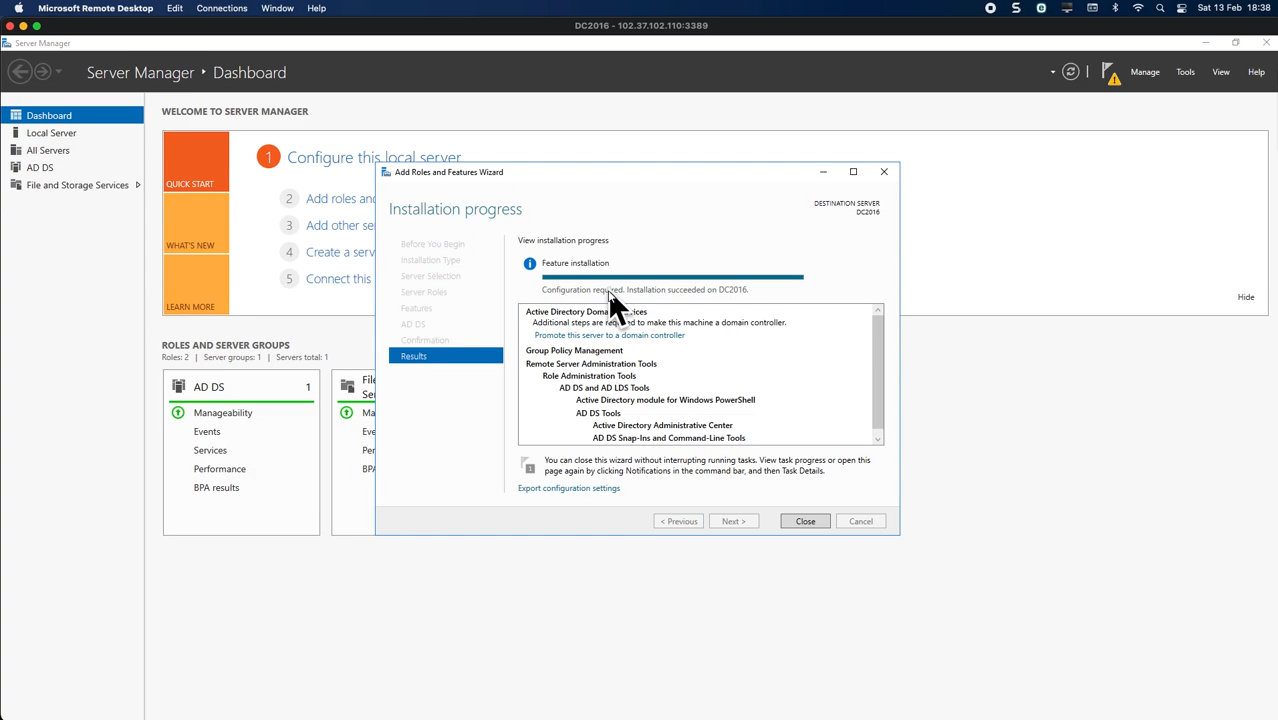 Microsoft Remote Desktop Edit Connections Window Help
Sat 13 Feb 18:38
DC2016 - 102.37.102.110:3389
Server Manager
Server Manager Dashboard
Manage Tools View Help
Dashboard
Local Server
All Servers
AD DS
File and Storage Services
WELCOME TO SERVER MANAGER
QUICK START
WHAT'S NEW
LEARN MORE
1 Configure this local server
2 Add roles
3 Add other
4 Create a
5 Connect this
Hide
ROLES AND SERVER GROUPS
Roles: 2 | Server groups: 1 | Servers total: 1
AD DS 1
Manageability
Events
Services
Performance
BPA results
Add Roles and Features Wizard
Installation progress
DESTINATION SERVER
DC2016
Before You Begin
Installation Type
Server Selection
Server Roles
Features
AD DS
Confirmation
Results
View installation progress
Feature installation
Configuration required. Installation succeeded on DC2016.
Active Directory Domain
Additional steps are required to make this machine a domain controller.
Promote this server to a domain controller
Group Policy Management
Remote Server Administration Tools
Role Administration Tools
AD DS and AD LDS Tools
Active Directory module for Windows PowerShell
AD DS Tools
Active Directory Administrative Center
AD DS Snap-Ins and Command-Line Tools
You can close this wizard without interrupting running tasks. View task progress or open this
page again by clicking Notifications in the command bar, and then Task Details.
Export configuration settings
< Previous Next > Close Cancel